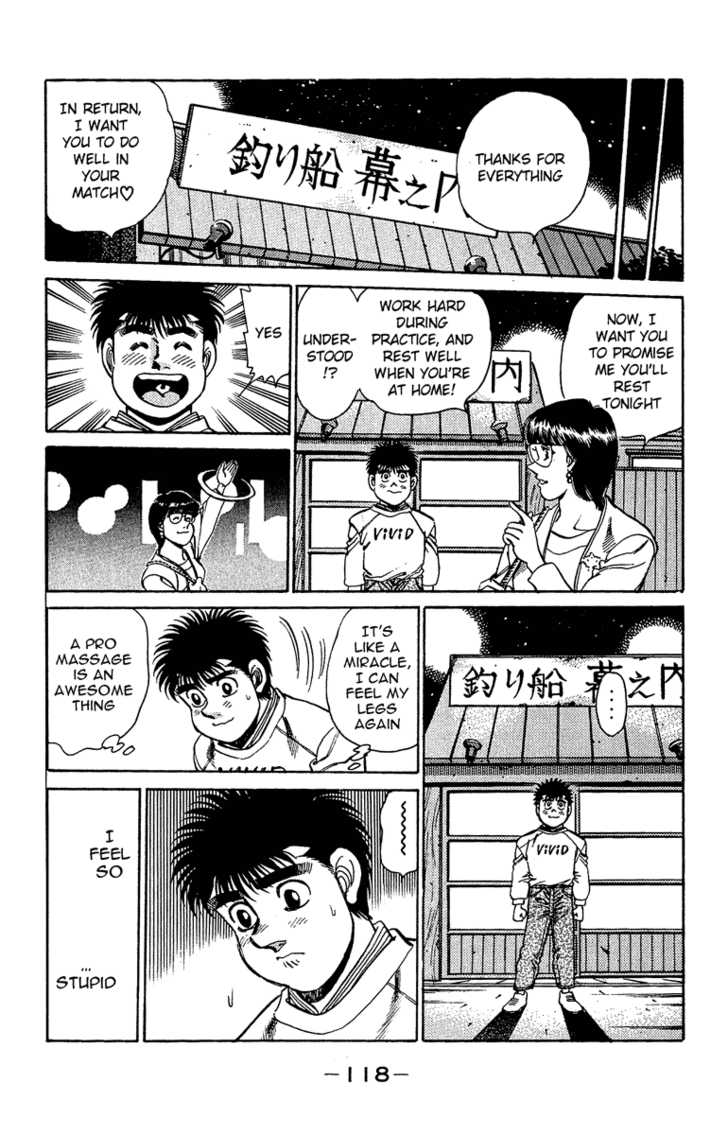 THANKS FOR
EVERYTHING
釣り船 幕之内
IN RETURN,
I WANT
YOU TO DO
WELL IN
YOUR
MATCH♡
NOW, I
WANT YOU
TO PROMISE
ME YOU'LL
REST
TONIGHT
内
WORK HARD
DURING
PRACTICE, AND
REST WELL
WHEN YOU'RE
AT HOME!
UNDER-
STOOD
!?
ViViD
YES
釣り船 幕之内
....
ViViD
IT'S
LIKE A
MIRACLE,
I CAN
FEEL MY
LEGS
AGAIN
A PRO
MASSAGE
IS AN
AWESOME
THING
ViViD
I
FEEL
SO
...
STUPID
-118-